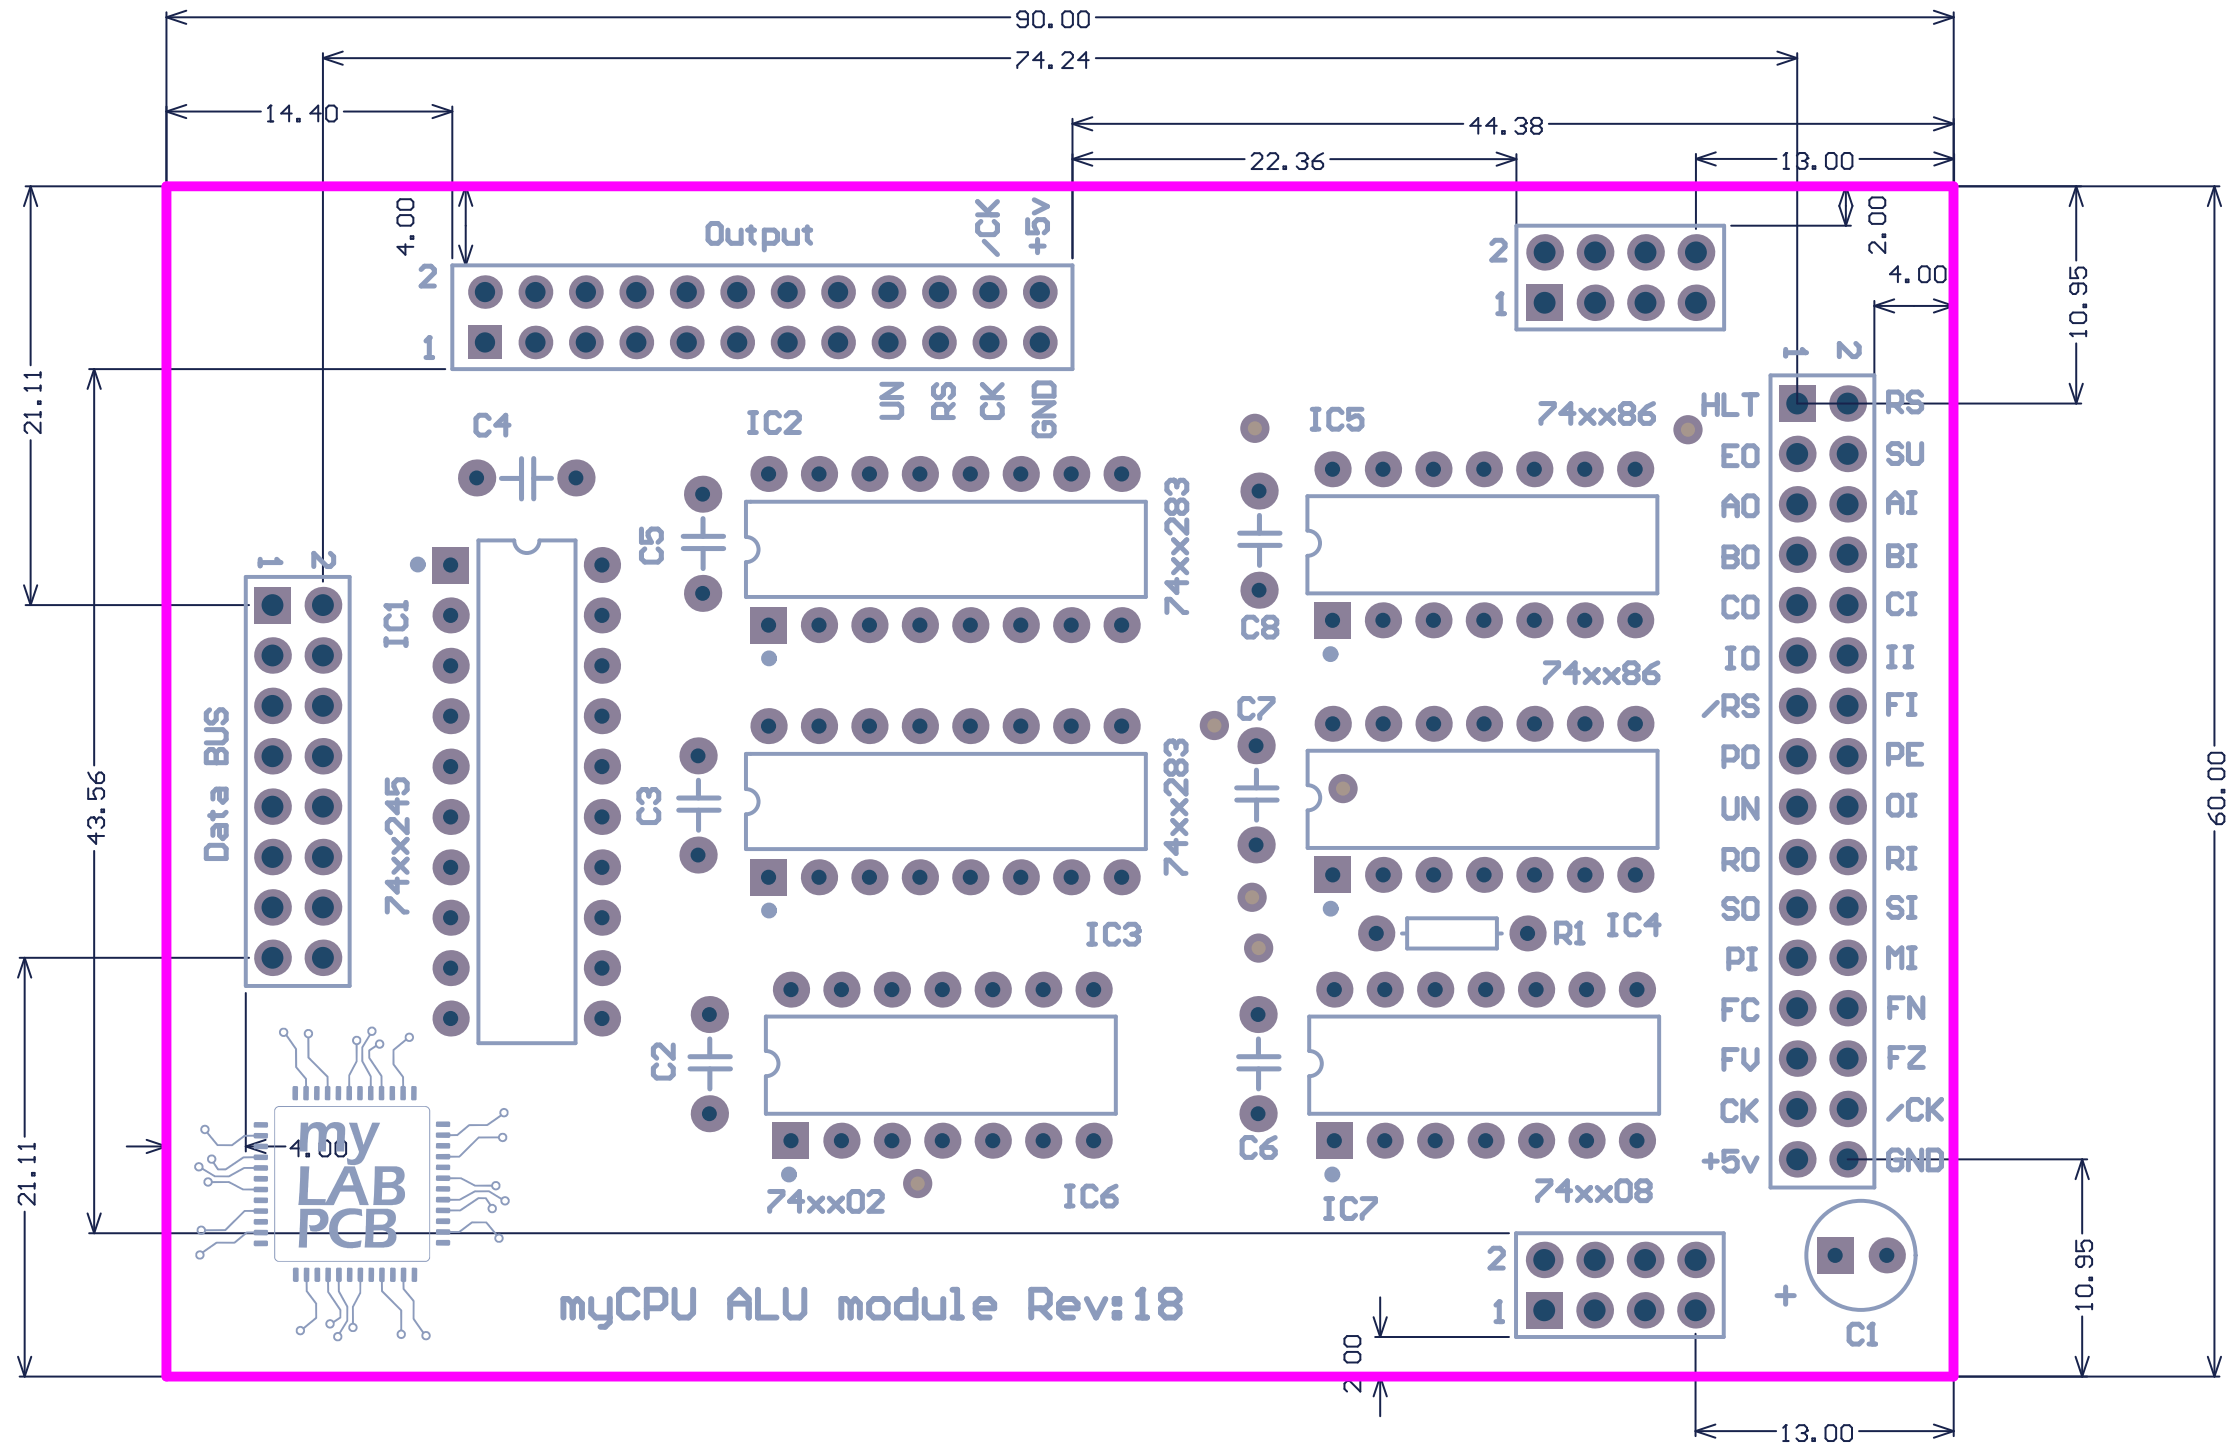 90.00
74.24
14.40
44.38
22.36
13.00
4.00
Output
/CK
+5v
2.00
4.00
10.95
2
1
2
1
21.11
UN
RS
CK
GND
1
2
C4
IC2
IC5
74xx86
HLT
RS
EO
SU
AO
AI
BO
BI
CO
CI
IO
II
/RS
FI
PO
PE
UN
OI
RO
RI
SO
SI
PI
MI
FC
FN
FV
FZ
CK
/CK
+5v
GND
C5
74xx283
1
2
IC1
C8
74xx86
C7
Data BUS
43.56
74xx245
C3
74xx283
60.00
IC3
R1
IC4
C2
C6
21.11
4.00
my
LAB
PCB
74xx02
IC6
IC7
74xx08
2
1
myCPU ALU module Rev:18
+
C1
10.95
2.00
13.00